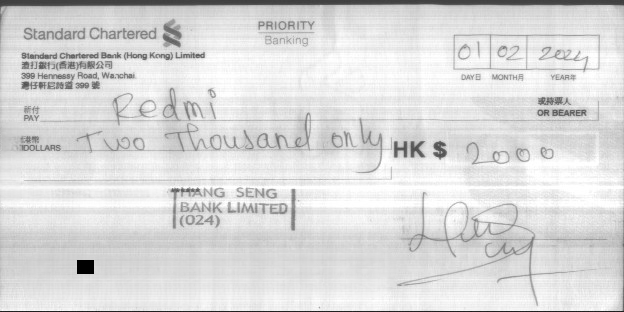 Standard Chartered
PRIORITY
Banking
Standard Chartered Bank (Hong Kong) Limited
渣打銀行(香港)有限公司
399 Hennessy Road, Wanchai
灣仔軒尼詩道 399 號
01 02 2024
DAY日 MONTH月 YEAR年
祈付
PAY
Redmi
或持票人
OR BEARER
港幣
DOLLARS
Two Thousand only
HK $ 2000
HANG SENG
BANK LIMITED
(024)